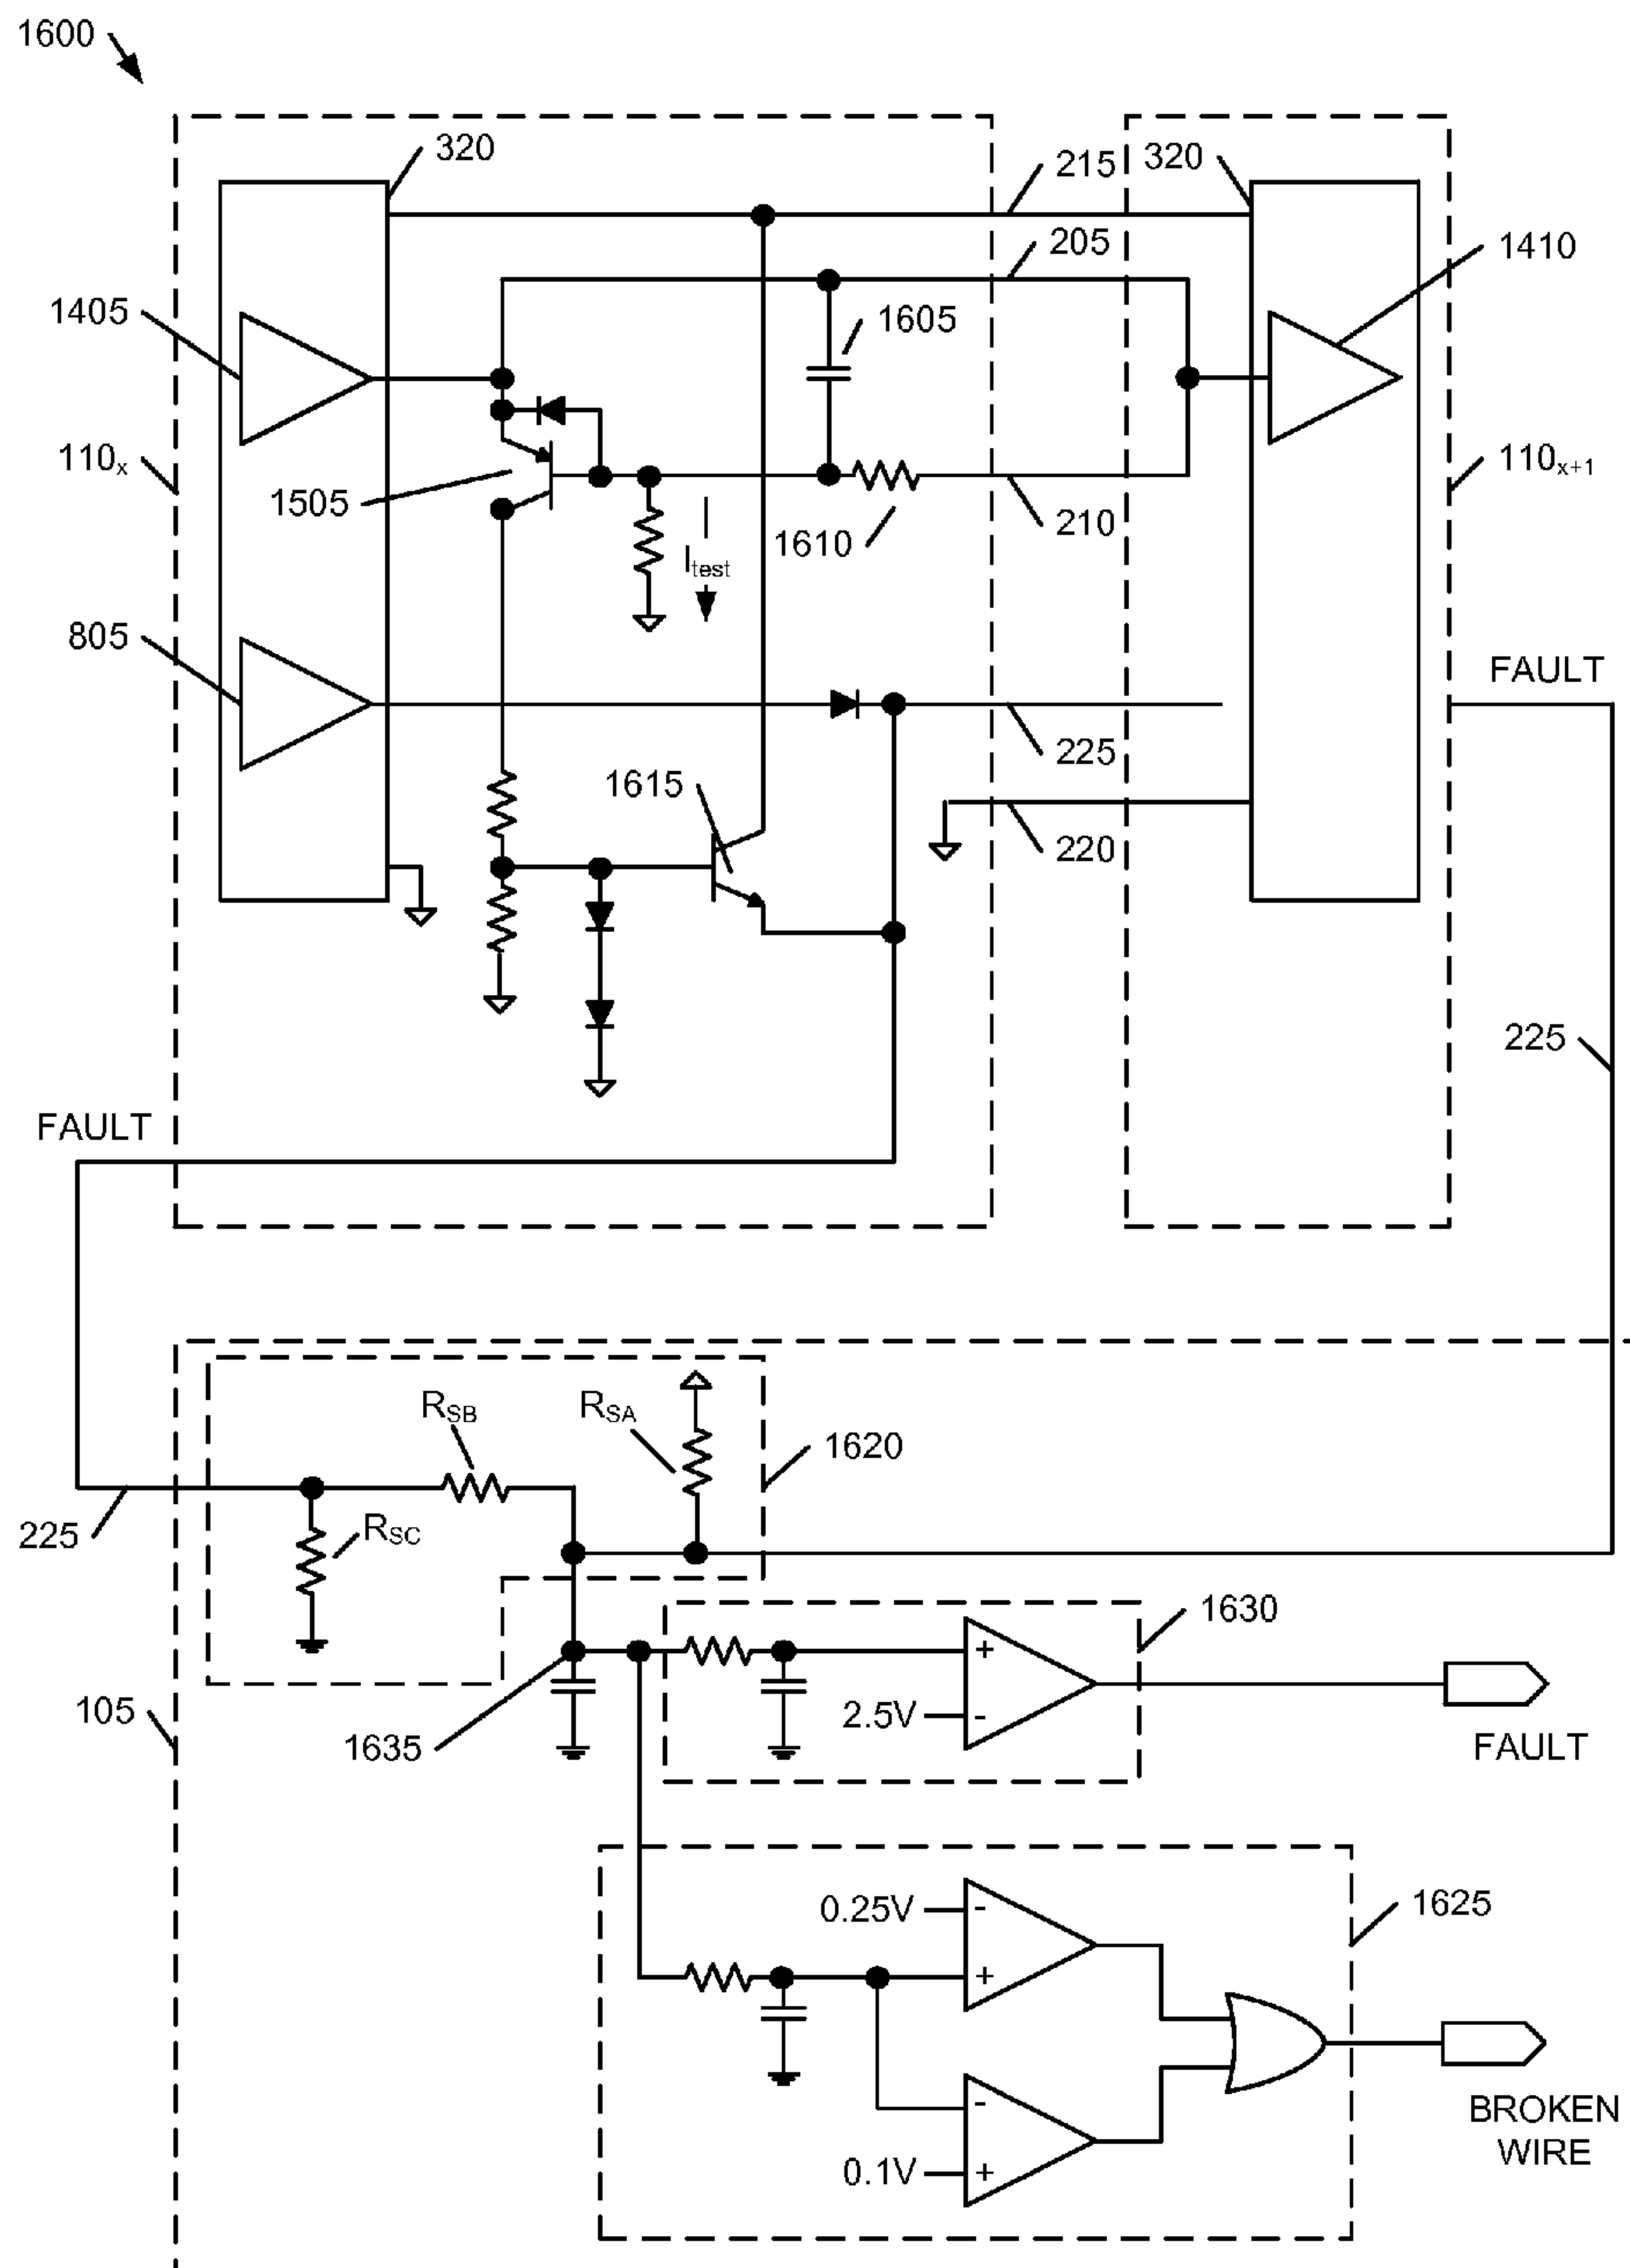 1600
320
215
320
205
1410
1405
1605
110x
110x+1
1505
1610
210
Itest
805
FAULT
225
1615
220
225
FAULT
RSB
RSA
1620
225
RSC
1630
+
105
2.5V
-
1635
FAULT
0.25V
-
1625
+
-
BROKEN
WIRE
0.1V
+